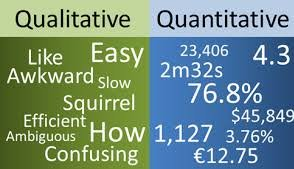 Qualitative
Like Easy
Awkward Slow
Squirrel
Efficient
Ambiguous How
Confusing
Quantitative
23,406 4.3
2m32s
76.8%
$45,849
1,127 3.76%
€12.75